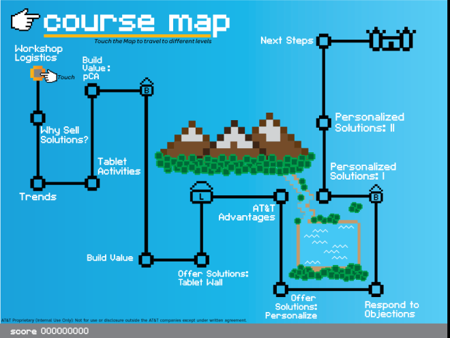 course map
Touch the Map to travel to different levels
Workshop
Logistics
Touch
Build
Value:
pCA
Next Steps
B
Why Sell
Solutions?
Personalized
Solutions: II
Tablet
Activities
Personalized
Solutions: I
Trends
L
B
AT&T
Advantages
Build Value
Offer Solutions:
Tablet Wall
Offer
Solutions:
Personalize
Respond to
Objections
AT&T Proprietary (Internal Use Only) Not for use or disclosure outside the AT&T companies except under written agreement.
score 000000000